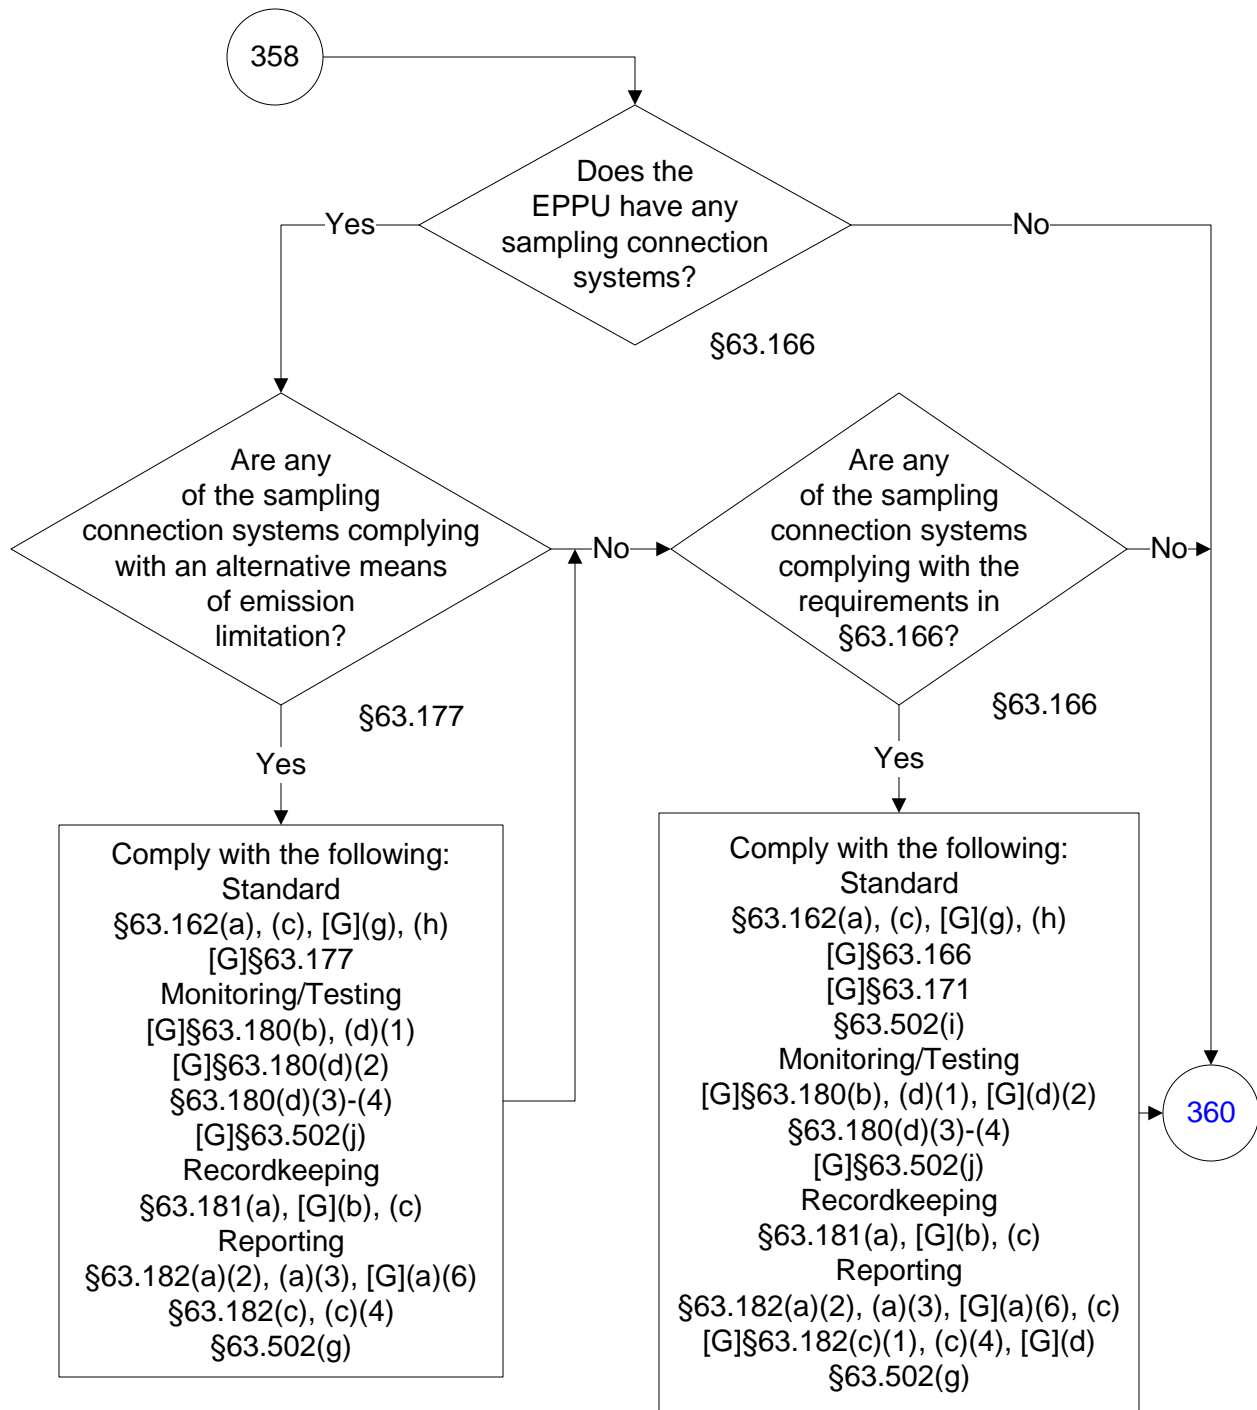 358
Does the
EPPU have any
sampling connection
systems?
Yes
No
§63.166
Are any
of the sampling
connection systems complying
with an alternative means
of emission
limitation?
No
§63.177
Yes
Are any
of the sampling
connection systems
complying with the
requirements in
§63.166?
No
§63.166
Yes
Comply with the following:
Standard
§63.162(a), (c), [G](g), (h)
[G]§63.177
Monitoring/Testing
[G]§63.180(b), (d)(1)
[G]§63.180(d)(2)
§63.180(d)(3)-(4)
[G]§63.502(j)
Recordkeeping
§63.181(a), [G](b), (c)
Reporting
§63.182(a)(2), (a)(3), [G](a)(6)
§63.182(c), (c)(4)
§63.502(g)
Comply with the following:
Standard
§63.162(a), (c), [G](g), (h)
[G]§63.166
[G]§63.171
§63.502(i)
Monitoring/Testing
[G]§63.180(b), (d)(1), [G](d)(2)
§63.180(d)(3)-(4)
[G]§63.502(j)
Recordkeeping
§63.181(a), [G](b), (c)
Reporting
§63.182(a)(2), (a)(3), [G](a)(6), (c)
[G]§63.182(c)(1), (c)(4), [G](d)
§63.502(g)
360